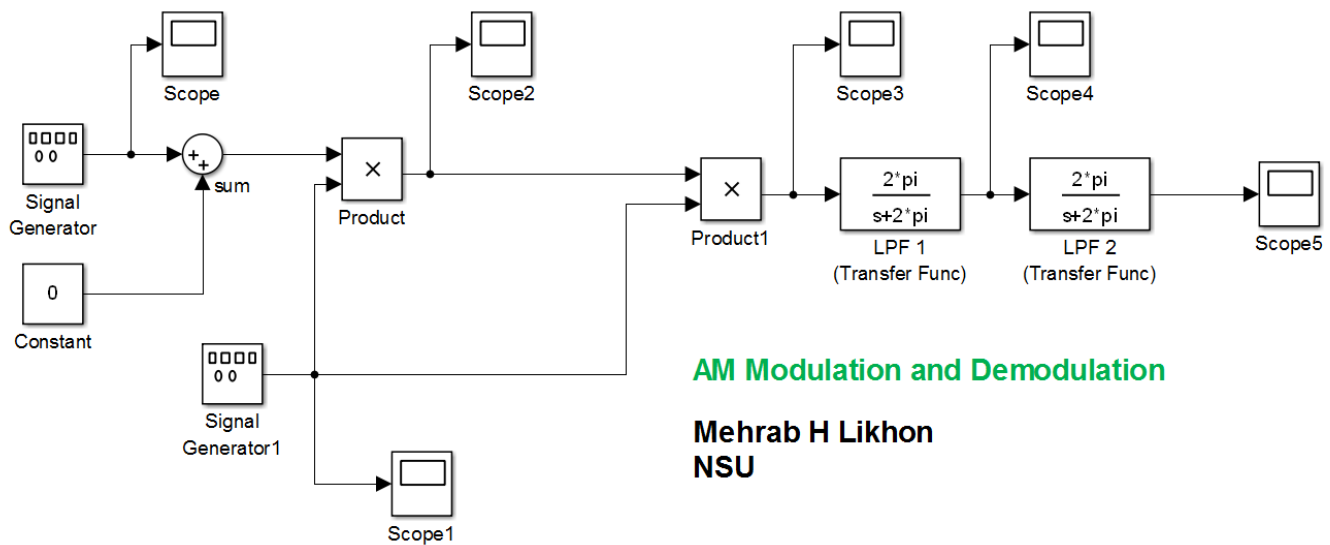 Scope
Scope2
Scope3
Scope4
+
+
sum
×
×
2*pi
s+2*pi
2*pi
s+2*pi
Signal
Generator
Product
Product1
LPF 1
(Transfer Func)
LPF 2
(Transfer Func)
Scope5
0
Constant
Signal
Generator1
AM Modulation and Demodulation
Mehrab H Likhon
NSU
Scope1